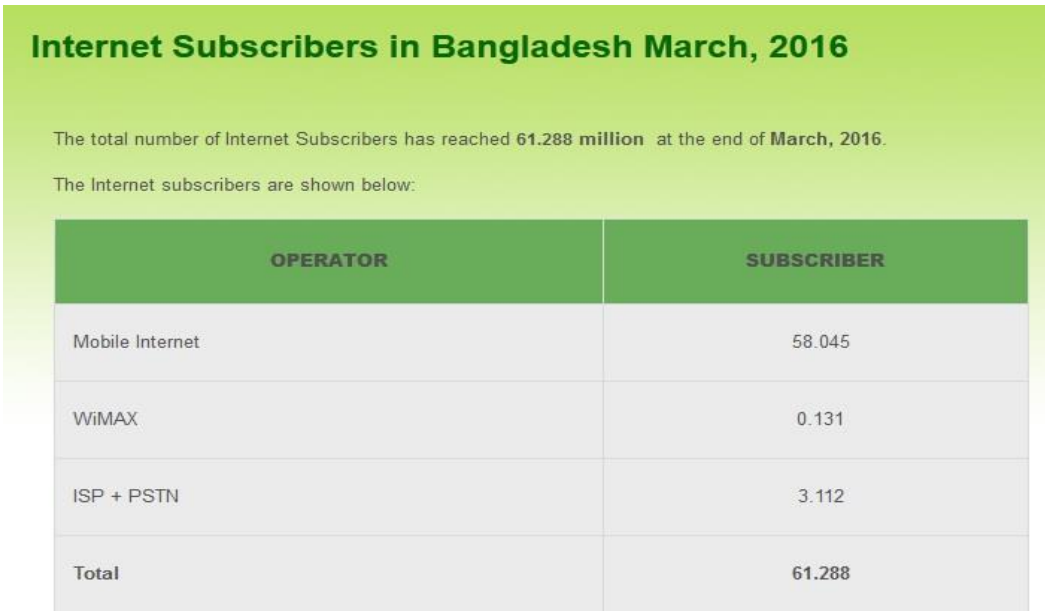 Internet Subscribers in Bangladesh March, 2016
The total number of Internet Subscribers has reached 61.288 million at the end of March, 2016.
The Internet subscribers are shown below:
OPERATOR SUBSCRIBER
Mobile Internet 58.045
WiMAX 0.131
ISP + PSTN 3.112
Total 61.288